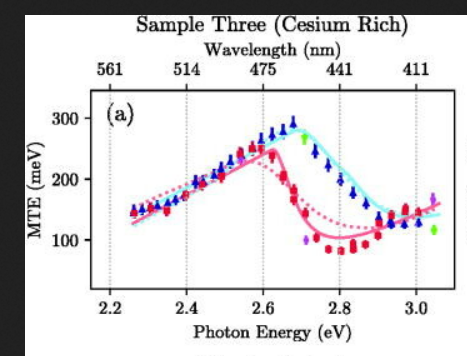 Sample Three (Cesium Rich)
Wavelength (nm)
561 514 475 441 411
(a)
300
200
100
MTE (meV)
2.2 2.4 2.6 2.8 3.0
Photon Energy (eV)